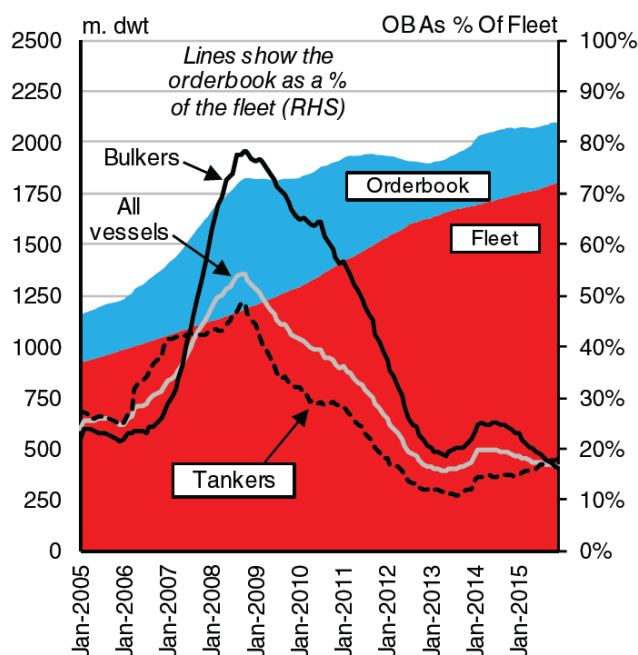 m. dwt
OBAs % Of Fleet
2500
2250
2000
1750
1500
1250
1000
750
500
250
0
Lines show the
orderbook as a %
of the fleet (RHS)
Bulkers
All
vessels
Orderbook
Fleet
Tankers
100%
90%
80%
70%
60%
50%
40%
30%
20%
10%
0%
Jan-2005
Jan-2006
Jan-2007
Jan-2008
Jan-2009
Jan-2010
Jan-2011
Jan-2012
Jan-2013
Jan-2014
Jan-2015